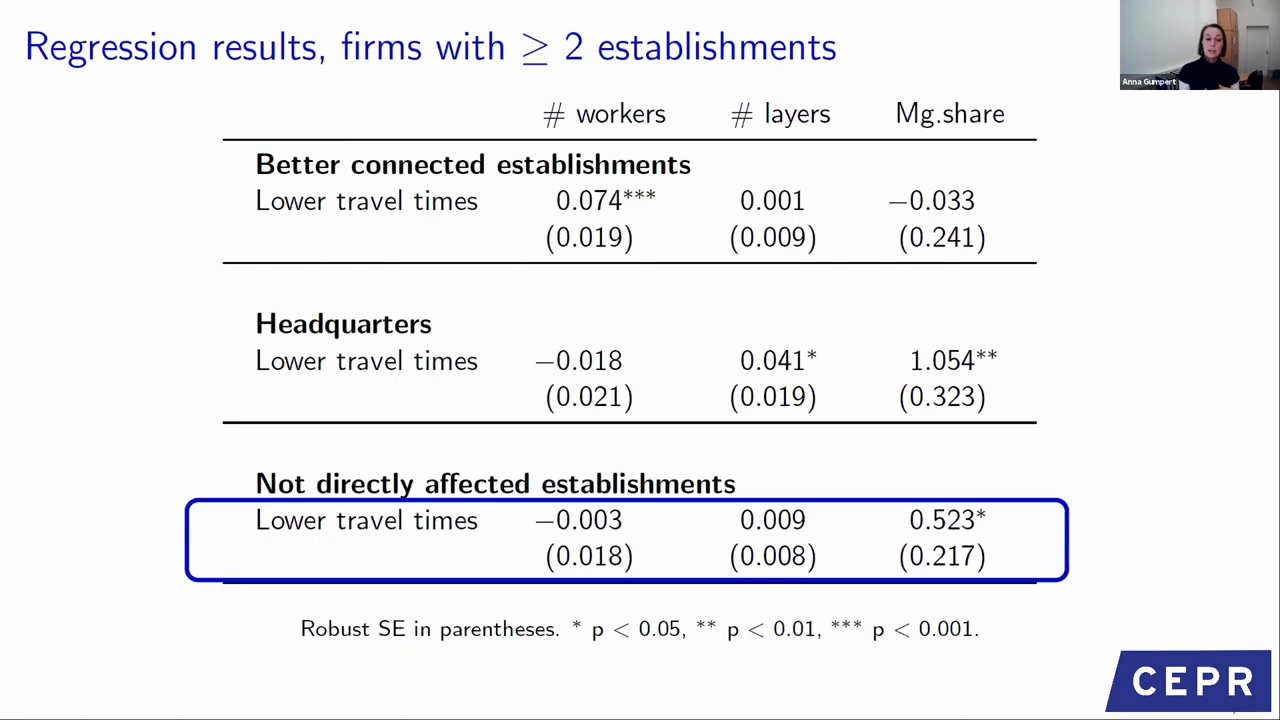 Regression results, firms with ≥ 2 establishments
Anna Gumpert
# workers # layers Mg.share
Better connected establishments
Lower travel times 0.074*** 0.001 −0.033
(0.019) (0.009) (0.241)
Headquarters
Lower travel times −0.018 0.041* 1.054**
(0.021) (0.019) (0.323)
Not directly affected establishments
Lower travel times −0.003 0.009 0.523*
(0.018) (0.008) (0.217)
Robust SE in parentheses. * p < 0.05, ** p < 0.01, *** p < 0.001.
CEPR